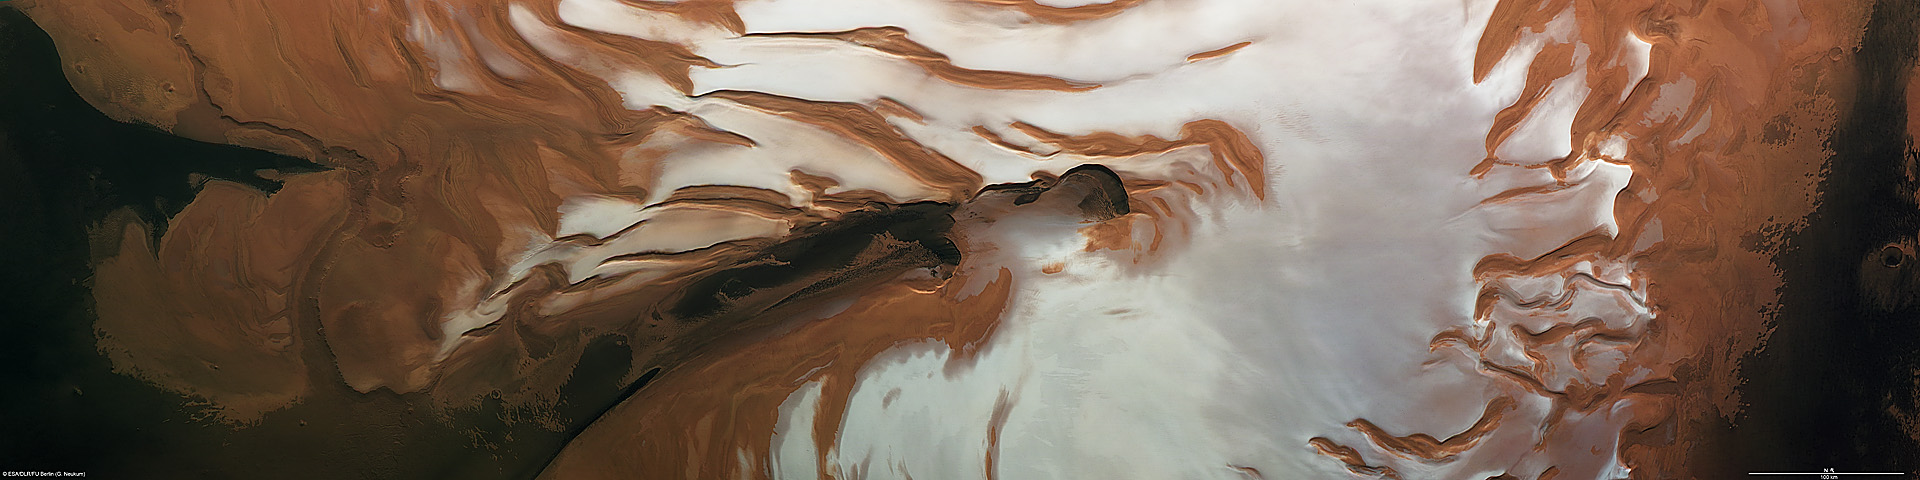 © ESA/DLR/FU Berlin (G. Neukum)
N
100 km